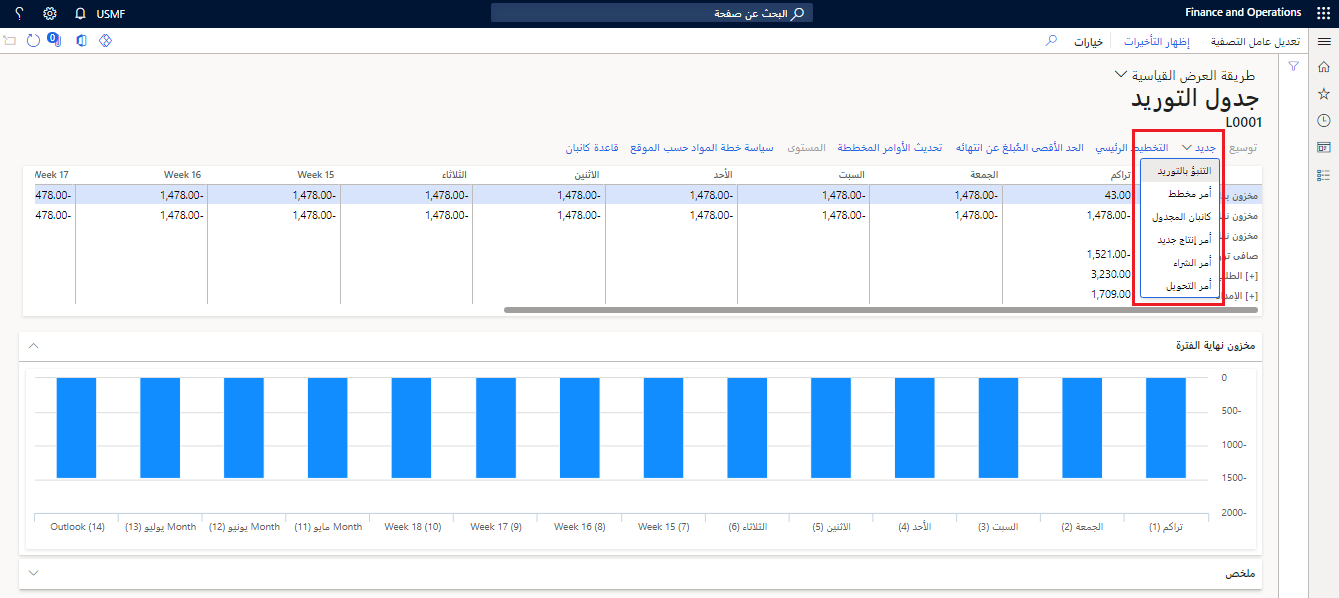 Finance and Operations
البحث عن صفحة
USMF
تعديل عامل التصفية
إظهار التأخيرات
خيارات
0
طريقة العرض القياسية
جدول التوريد
L0001
توسيع
جديد
التخطيط الرئيسي
الحد الأقصى المُبلغ عن انتهائه
تحديث الأوامر المخططة
المستوى
سياسة خطة المواد حسب الموقع
قاعدة كانبان
التنبؤ بالتوريد
أمر مخطط
كانبان المجدول
أمر إنتاج جديد
أمر الشراء
أمر التحويل
تراكم الجمعة السبت الأحد الاثنين الثلاثاء Week 15 Week 16 Week 17
مخزون 43.00 1,478.00- 1,478.00- 1,478.00- 1,478.00- 1,478.00- 1,478.00- 1,478.00- 478.00-
مخزون 1,478.00- 1,478.00- 1,478.00- 1,478.00- 1,478.00- 1,478.00- 1,478.00- 1,478.00- 478.00-
مخزون
صافي 1,521.00-
[+] 3,230.00
[+] 1,709.00
مخزون نهاية الفترة
0
500-
1000-
1500-
2000-
تراكم (1) الجمعة (2) السبت (3) الأحد (4) الاثنين (5) الثلاثاء (6) Week 15 (7) Week 16 (8) Week 17 (9) Week 18 (10) Month مايو (11) Month يونيو (12) Month يوليو (13) Outlook (14)
ملخص